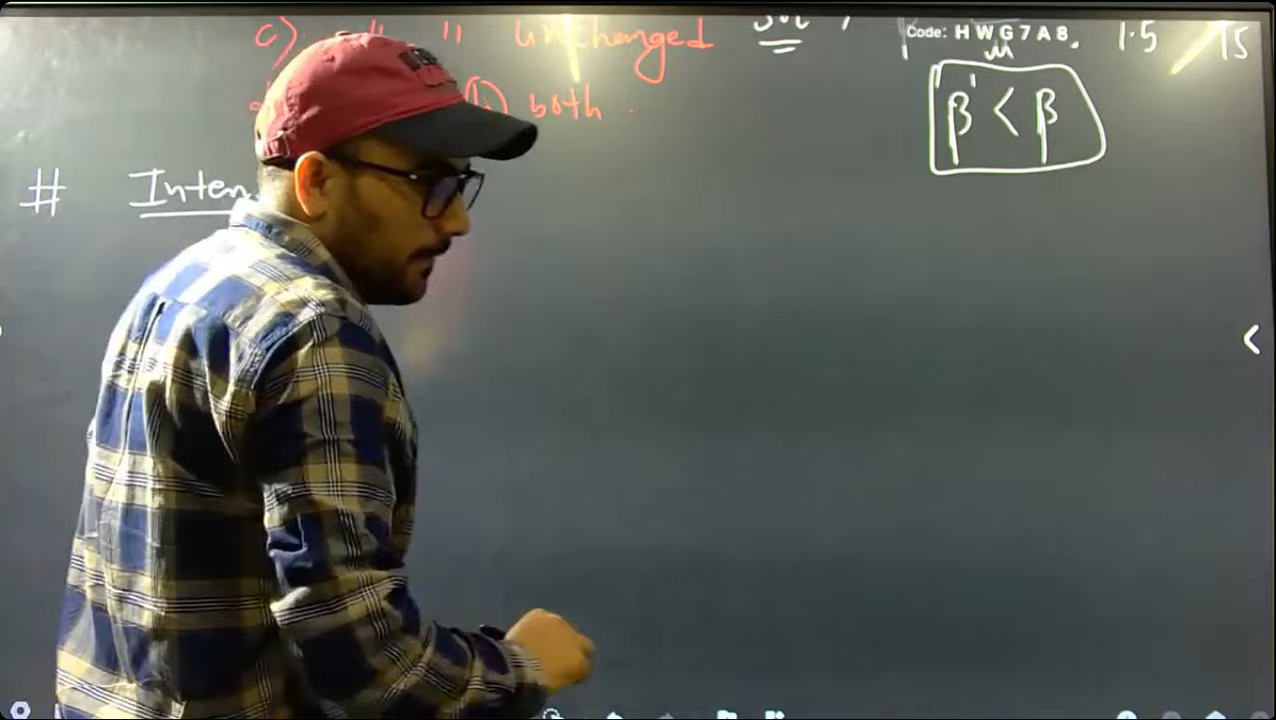 c) " " Unchanged Code: HWG7A8 1.5 / 15
both .
β' < β
# Inten